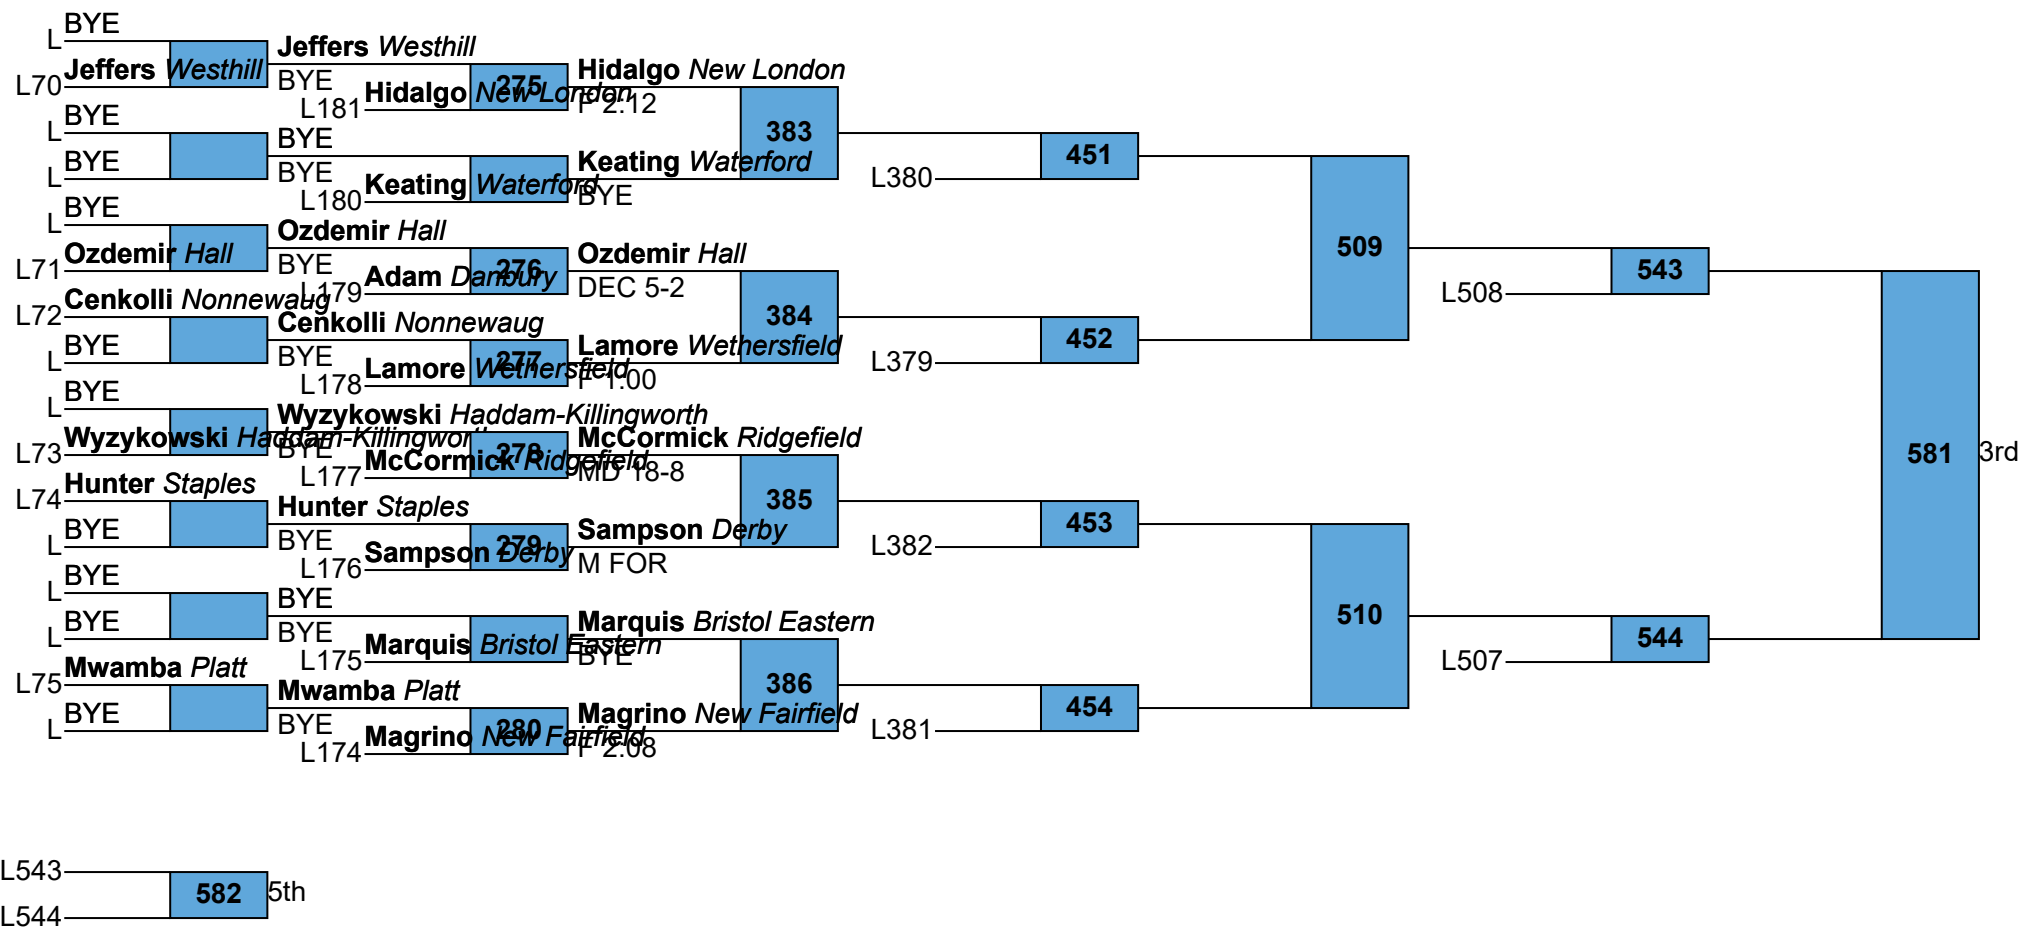 BYE
L
Jeffers Westhill
L70
Jeffers Westhill
BYE
275
Hidalgo New London
L181
Hidalgo New London
F 2:12
383
BYE
L
BYE
L
BYE
BYE
Keating Waterford
L180
Keating Waterford
BYE
451
L380
BYE
L
Ozdemir Hall
L71
Ozdemir Hall
BYE
276
Adam Danbury
L179
Ozdemir Hall
DEC 5-2
384
509
Cenkolli Nonnewaug
L72
BYE
L
Cenkolli Nonnewaug
BYE
277
Lamore Wethersfield
L178
Lamore Wethersfield
F 1:00
452
L379
543
L508
BYE
L
Wyzykowski Haddam-Killingworth
L73
Wyzykowski Haddam-Killingworth
BYE
278
McCormick Ridgefield
L177
McCormick Ridgefield
MD 18-8
385
581
3rd
Hunter Staples
L74
BYE
L
Hunter Staples
BYE
279
Sampson Derby
L176
Sampson Derby
M FOR
453
L382
BYE
L
BYE
L
BYE
BYE
Marquis Bristol Eastern
L175
Marquis Bristol Eastern
BYE
386
510
544
L507
Mwamba Platt
L75
BYE
L
Mwamba Platt
BYE
280
Magrino New Fairfield
L174
Magrino New Fairfield
F 2:08
454
L381
L543
582
5th
L544